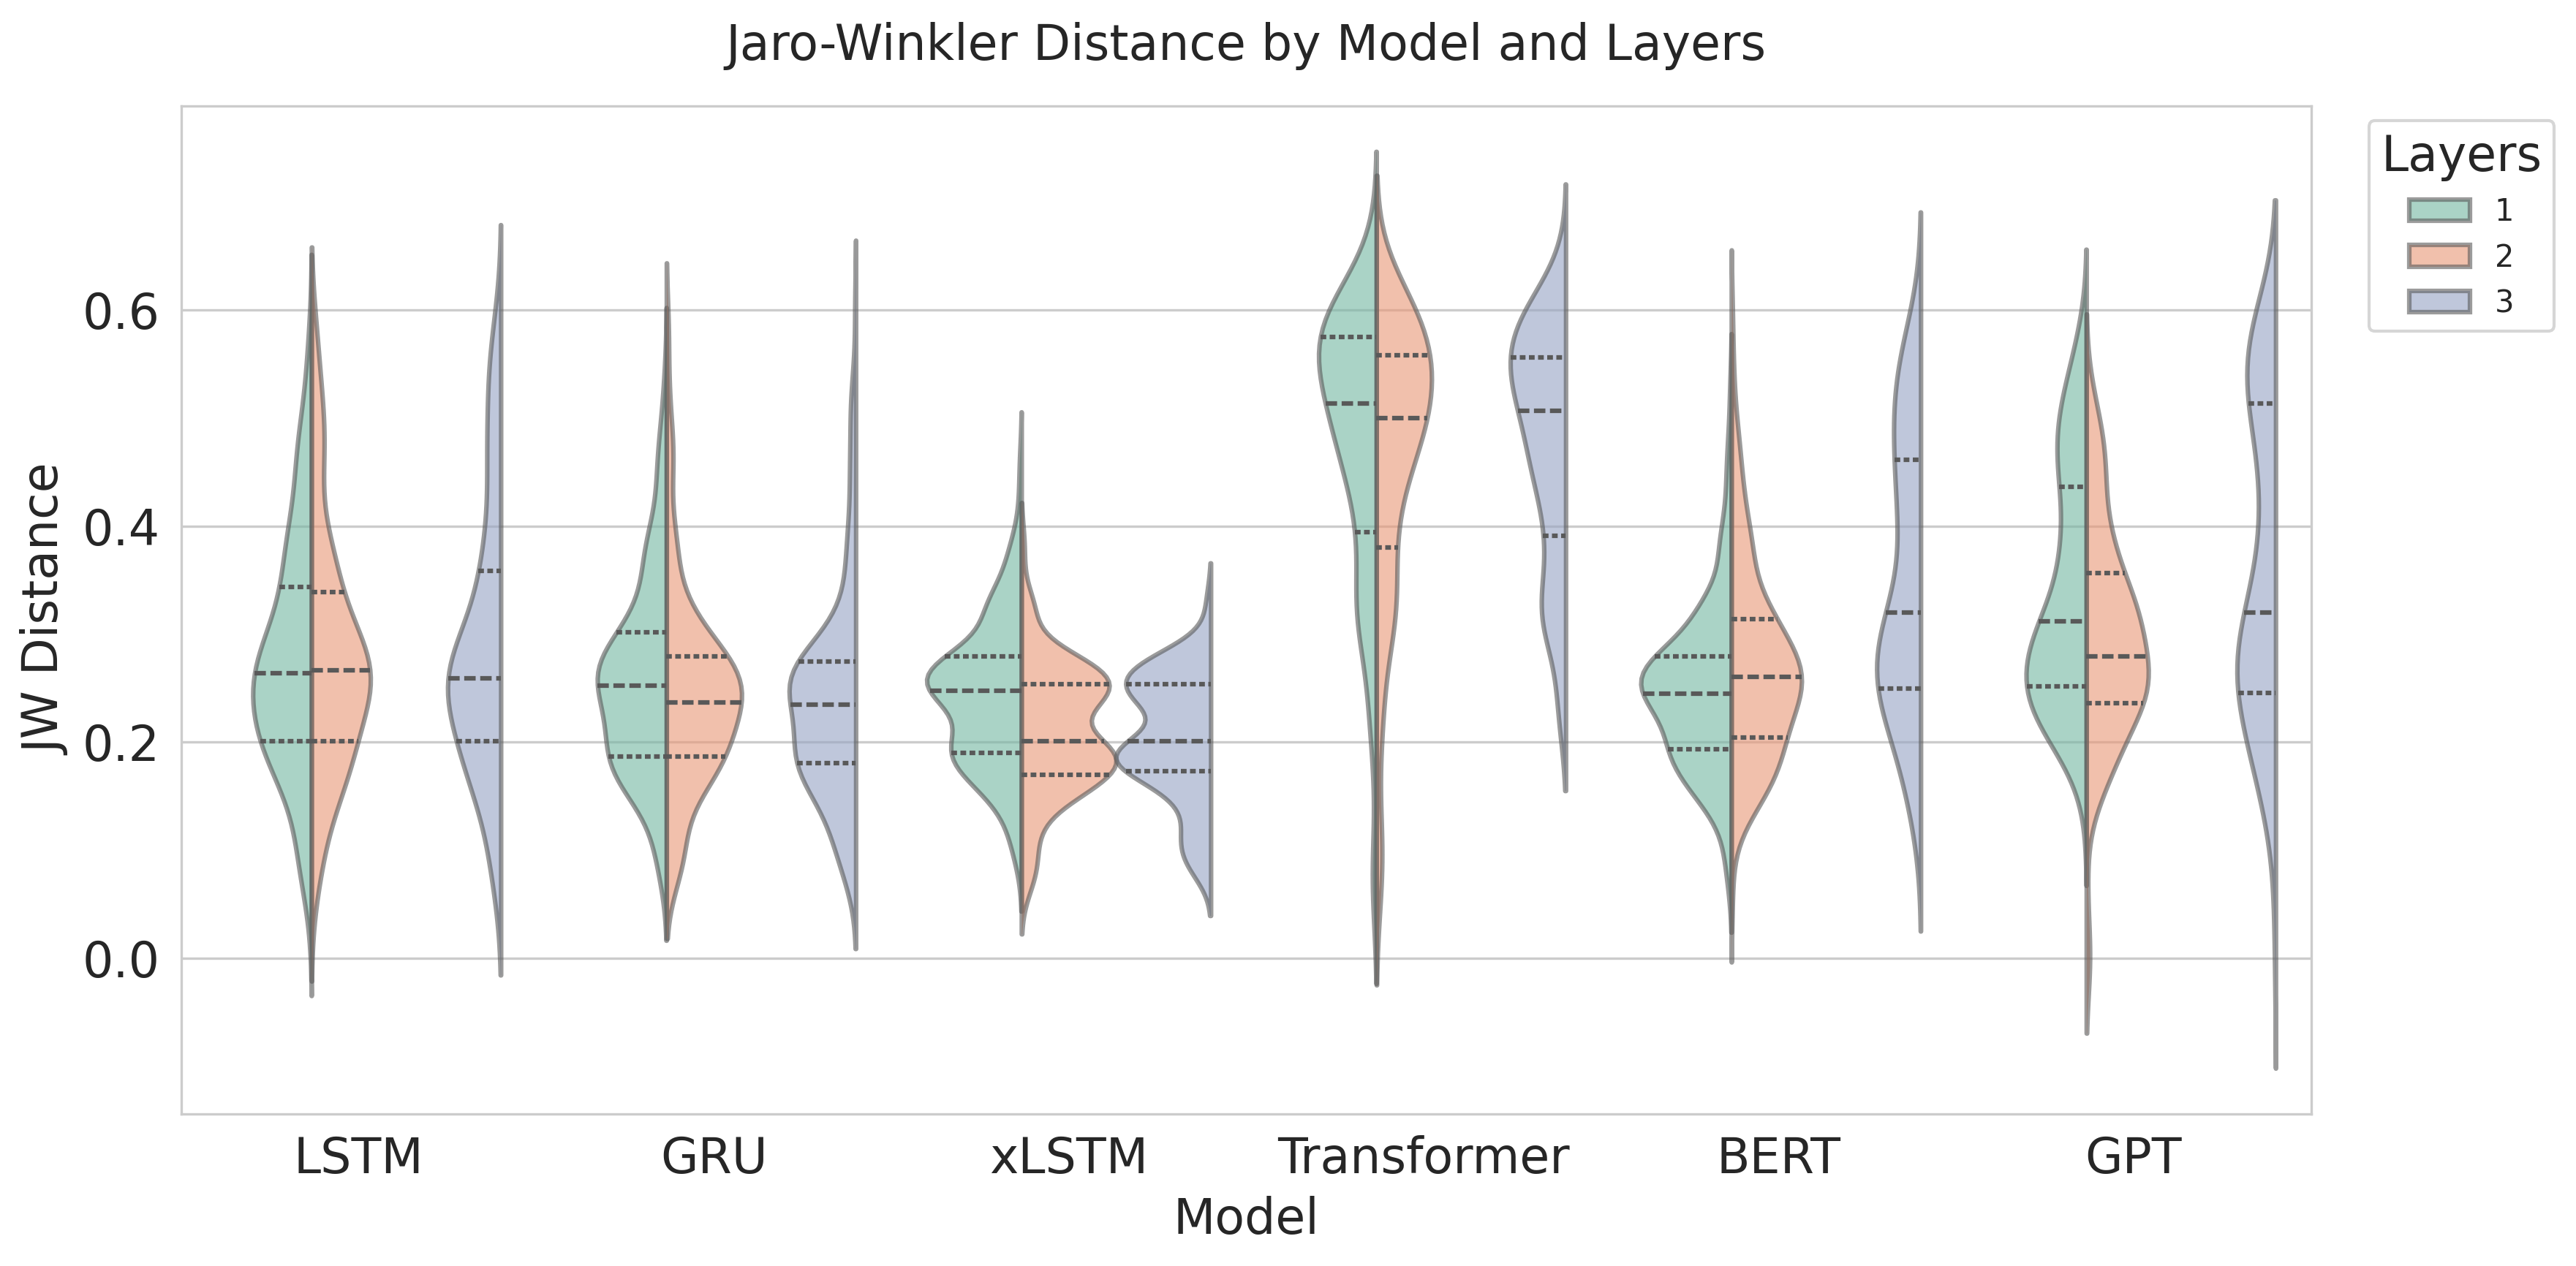 Jaro-Winkler Distance by Model and Layers
Layers
1
2
3
JW Distance
0.6
0.4
0.2
0.0
LSTM GRU xLSTM Transformer BERT GPT
Model